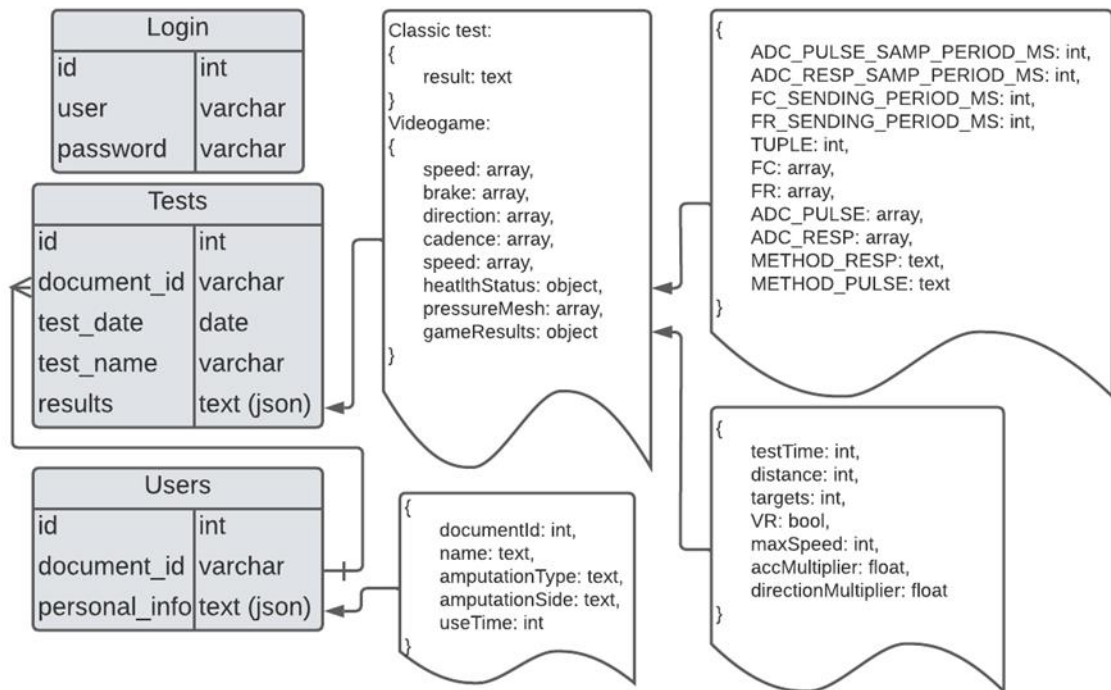 Login
id int
user varchar
password varchar
Tests
id int
document_id varchar
test_date date
test_name varchar
results text (json)
Users
id int
document_id varchar
personal_info text (json)
Classic test:
{
result: text
}
Videogame:
{
speed: array,
brake: array,
direction: array,
cadence: array,
speed: array,
heatlthStatus: object,
pressureMesh: array,
gameResults: object
}
{
documentId: int,
name: text,
amputationType: text,
amputationSide: text,
useTime: int
}
{
ADC_PULSE_SAMP_PERIOD_MS: int,
ADC_RESP_SAMP_PERIOD_MS: int,
FC_SENDING_PERIOD_MS: int,
FR_SENDING_PERIOD_MS: int,
TUPLE: int,
FC: array,
FR: array,
ADC_PULSE: array,
ADC_RESP: array,
METHOD_RESP: text,
METHOD_PULSE: text
}
{
testTime: int,
distance: int,
targets: int,
VR: bool,
maxSpeed: int,
accMultiplier: float,
directionMultiplier: float
}